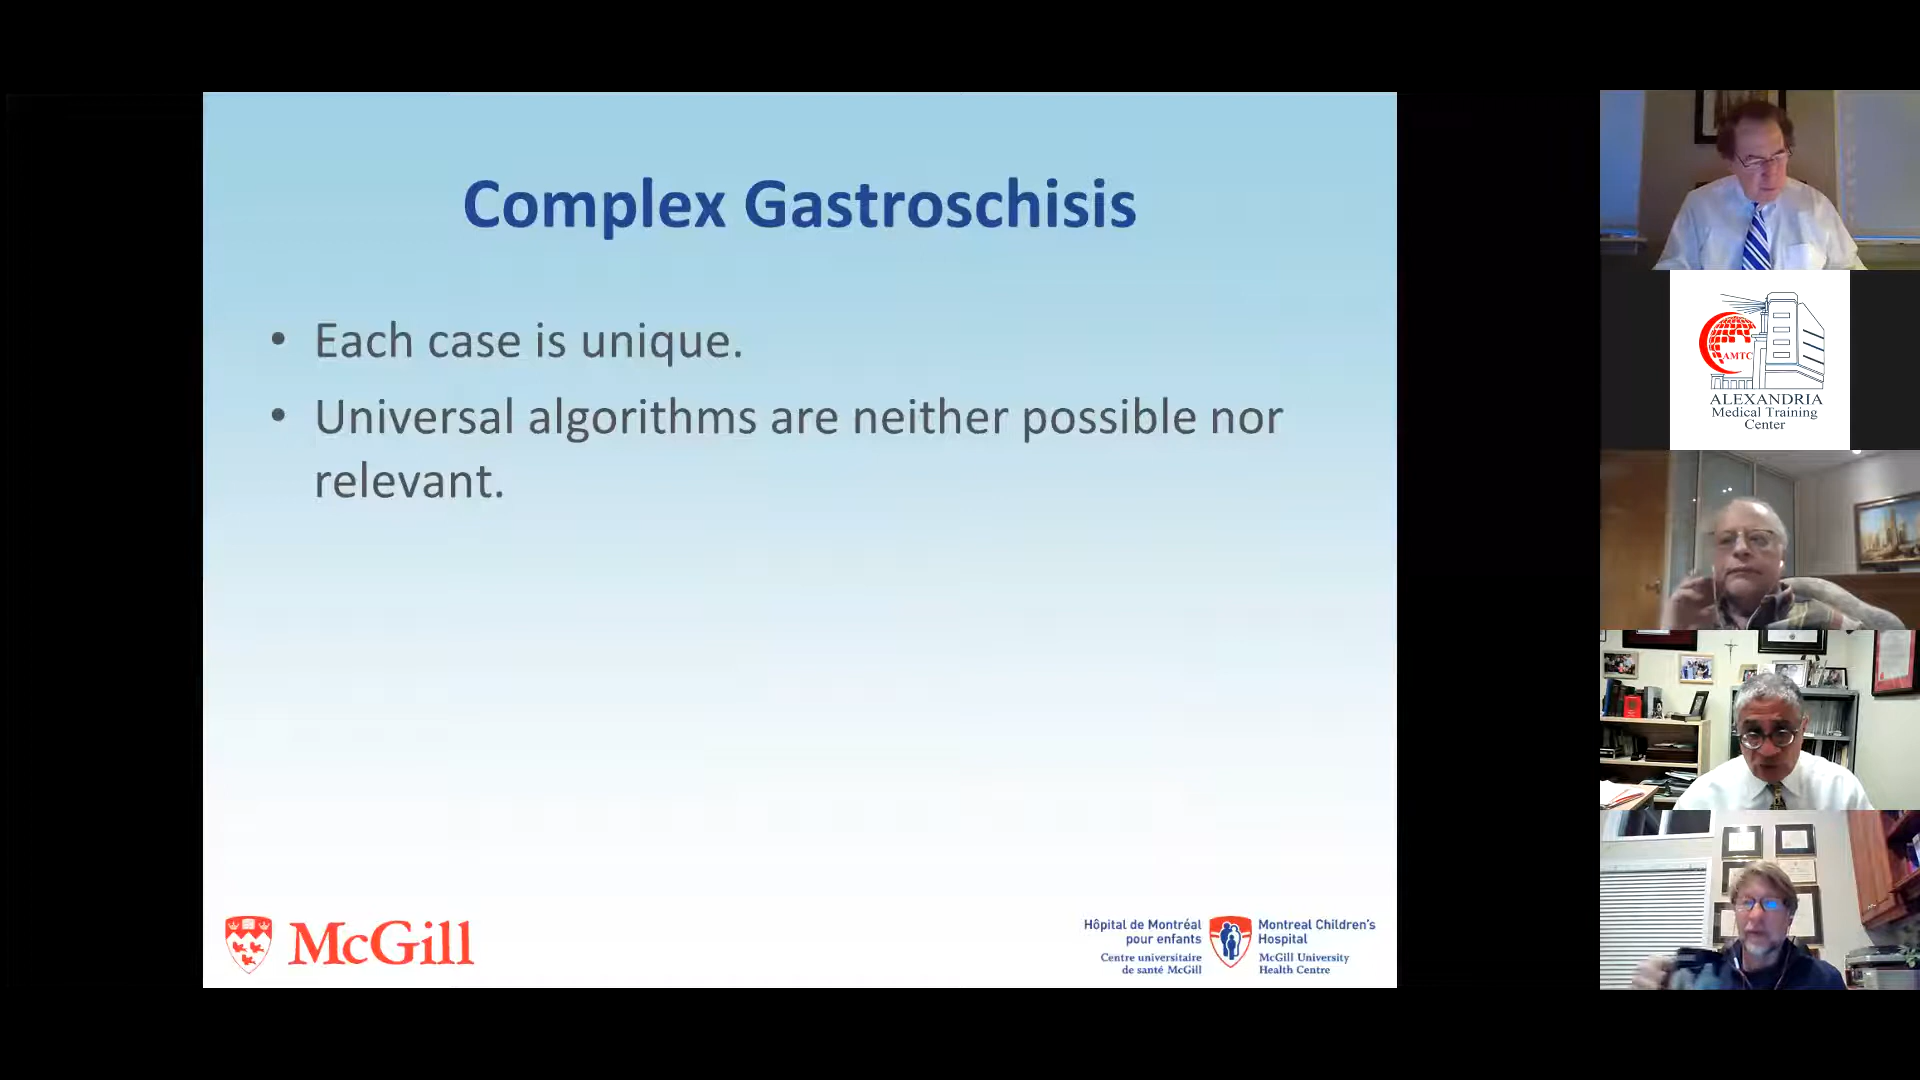 Complex Gastroschisis
• Each case is unique.
• Universal algorithms are neither possible nor
relevant.
McGill
Hôpital de Montréal
pour enfants
Centre universitaire
de santé McGill
Montreal Children's
Hospital
McGill University
Health Centre
AMTC
ALEXANDRIA
Medical Training
Center